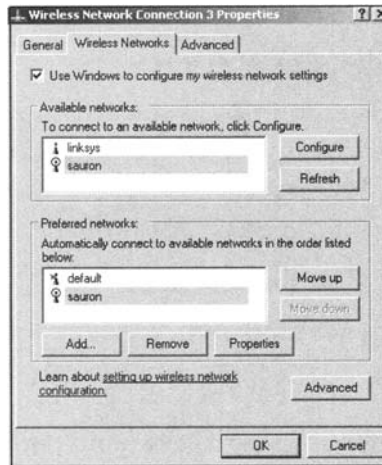 Wireless Network Connection 3 Properties
General Wireless Networks Advanced
Use Windows to configure my wireless network settings
Available networks:
To connect to an available network, click Configure.
linksys
sauron
Configure
Refresh
Preferred networks:
Automatically connect to available networks in the order listed
below:
default
sauron
Move up
Move down
Add... Remove Properties
Learn about setting up wireless network
configuration.
Advanced
OK Cancel